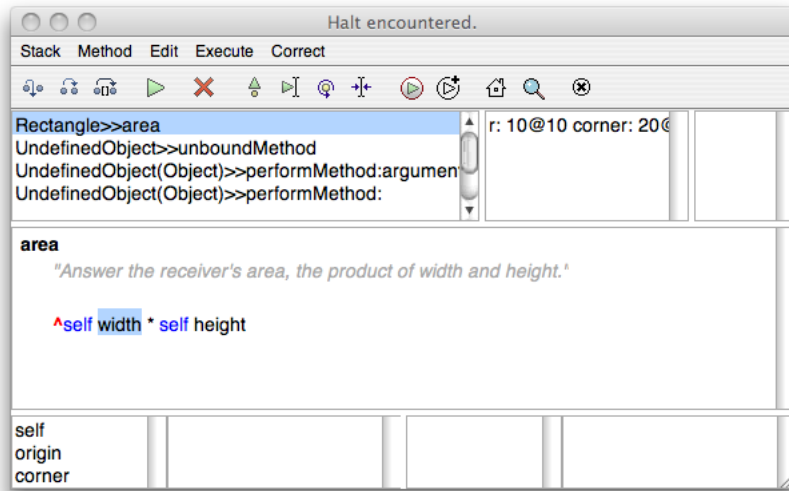 Halt encountered.
Stack Method Edit Execute Correct
Rectangle>>area
UndefinedObject>>unboundMethod
UndefinedObject(Object)>>performMethod:argumen
UndefinedObject(Object)>>performMethod:
r: 10@10 corner: 20@
area
"Answer the receiver's area, the product of width and height."
^self width * self height
self
origin
corner